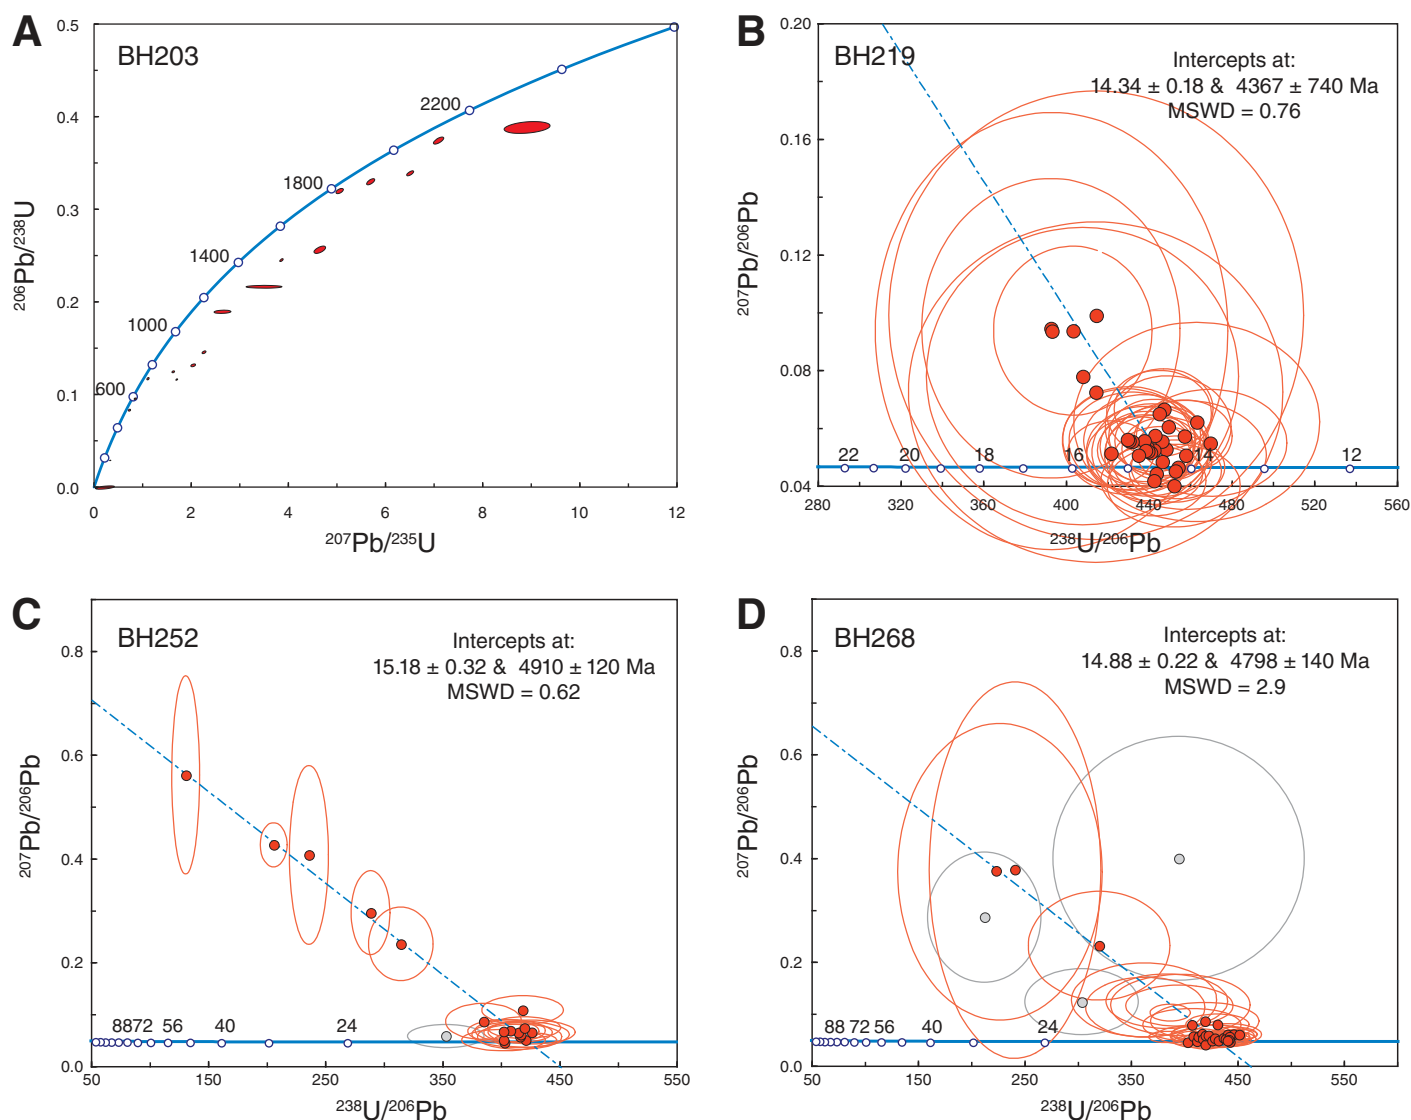 A
BH203
0.5
0.4
0.3
0.2
0.1
0.0
2200
1800
1400
1000
600
0
2
4
6
8
10
12
206Pb/238U
207Pb/235U
B
BH219
Intercepts at:
14.34 ± 0.18 & 4367 ± 740 Ma
MSWD = 0.76
0.20
0.16
0.12
0.08
0.04
22
20
18
16
14
12
280
320
360
400
440
480
520
560
207Pb/206Pb
238U/206Pb
C
BH252
Intercepts at:
15.18 ± 0.32 & 4910 ± 120 Ma
MSWD = 0.62
0.8
0.6
0.4
0.2
0.0
88 72 56 40 24
50
150
250
350
450
550
207Pb/206Pb
238U/206Pb
D
BH268
Intercepts at:
14.88 ± 0.22 & 4798 ± 140 Ma
MSWD = 2.9
0.8
0.6
0.4
0.2
0.0
88 72 56 40 24
50
150
250
350
450
550
207Pb/206Pb
238U/206Pb